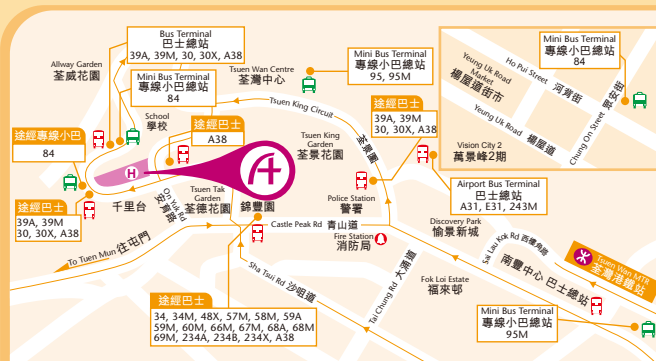 Bus Terminal
巴士總站
39A, 39M, 30, 30X, A38
Allway Garden
荃威花園
Mini Bus Terminal
專線小巴總站
84
School
學校
途經巴士
A38
途經專線小巴
84
H
千里台
途經巴士
39A, 39M
30, 30X, A38
On Yuk Rd
安育路
Tsuen Tak
Garden
荃德花園
錦豐園
Tsuen Wan Centre
荃灣中心
Mini Bus Terminal
專線小巴總站
95, 95M
Tsuen King Circuit
荃景圍
Tsuen King
Garden
荃景花園
途經巴士
39A, 39M
30, 30X, A38
Police Station
警署
Castle Peak Rd 青山道
Fire Station
消防局
To Tuen Mun 往屯門
Sha Tsui Rd 沙咀道
Tai Chung Rd 大涌道
途經巴士
34, 34M, 48X, 57M, 58M, 59A
59M, 60M, 66M, 67M, 68A, 68M
69M, 234A, 234B, 234X, A38
Mini Bus Terminal
專線小巴總站
84
Yeung Uk Road
Market
楊屋道街市
Ho Pui Street 河背街
Chung On Street 眾安街
Yeung Uk Road 楊屋道
Vision City 2
萬景峰2期
Airport Bus Terminal
巴士總站
A31, E31, 243M
Discovery Park
愉景新城
Sai Lau Kok Rd 西樓角路
Tsuen Wan MTR
荃灣港鐵站
南豐中心 巴士總站
Fok Loi Estate
福來邨
Mini Bus Terminal
專線小巴總站
95M